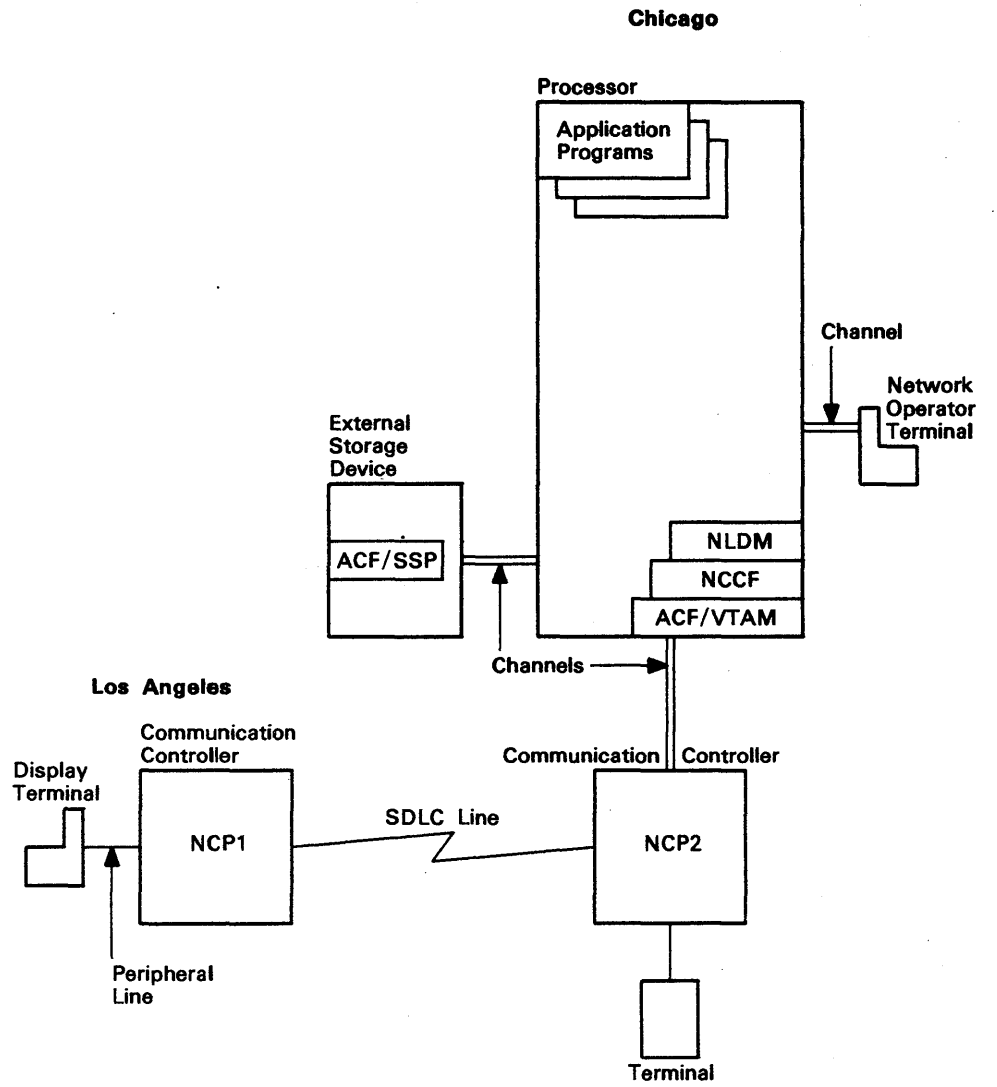 Chicago
Processor
Application
Programs
Channel
Network
Operator
Terminal
External
Storage
Device
ACF/SSP
NLDM
NCCF
ACF/VTAM
Channels
Los Angeles
Communication
Controller
Communication Controller
Display
Terminal
SDLC Line
NCP1
NCP2
Peripheral
Line
Terminal